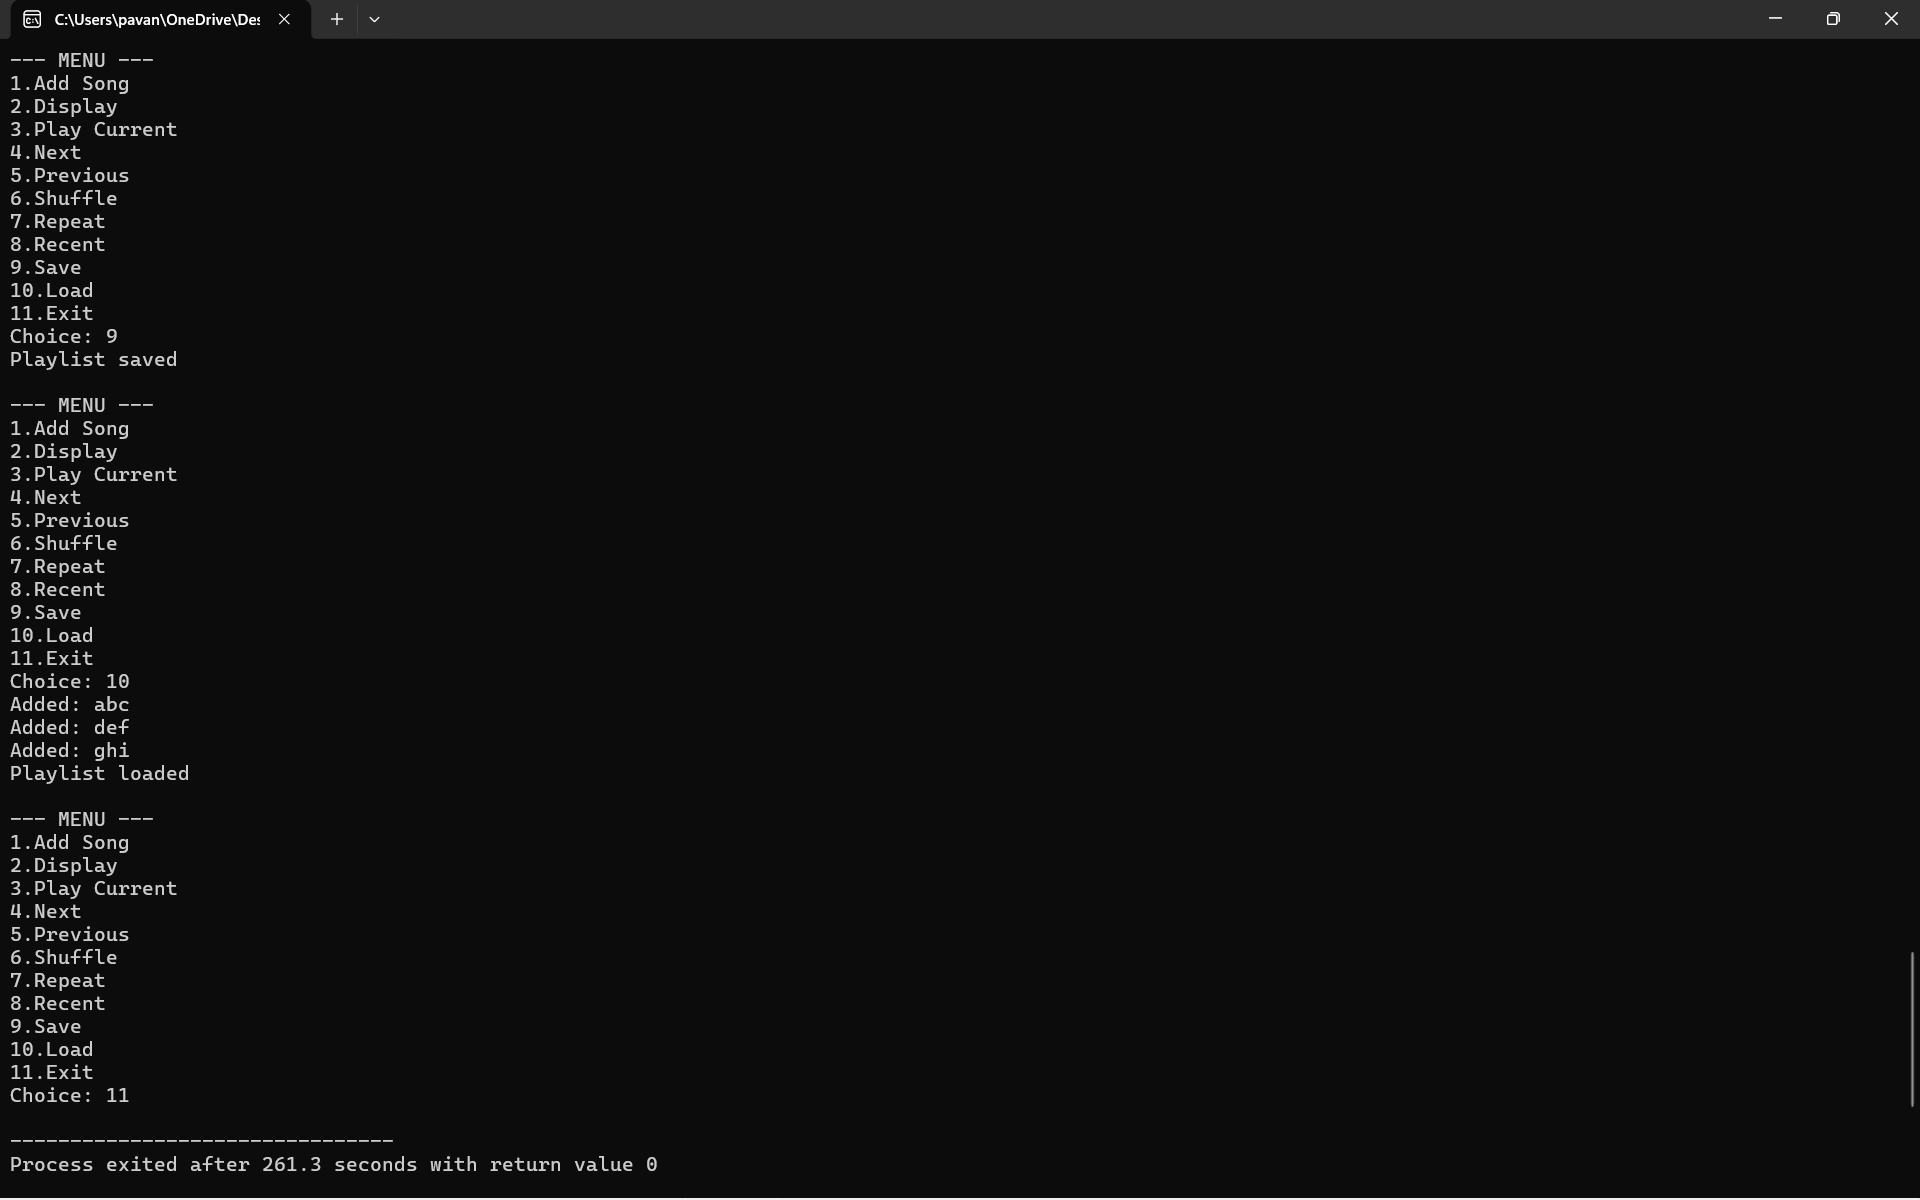 C:\Users\pavan\OneDrive\Des
--- MENU ---
1.Add Song
2.Display
3.Play Current
4.Next
5.Previous
6.Shuffle
7.Repeat
8.Recent
9.Save
10.Load
11.Exit
Choice: 9
Playlist saved
--- MENU ---
1.Add Song
2.Display
3.Play Current
4.Next
5.Previous
6.Shuffle
7.Repeat
8.Recent
9.Save
10.Load
11.Exit
Choice: 10
Added: abc
Added: def
Added: ghi
Playlist loaded
--- MENU ---
1.Add Song
2.Display
3.Play Current
4.Next
5.Previous
6.Shuffle
7.Repeat
8.Recent
9.Save
10.Load
11.Exit
Choice: 11
--------------------------------
Process exited after 261.3 seconds with return value 0